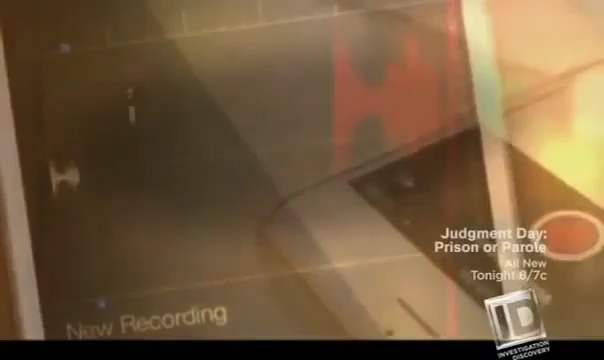 Judgment Day:
Prison or Parole
All New
Tonight 8/7c
ID
INVESTIGATION
DISCOVERY
New Recording